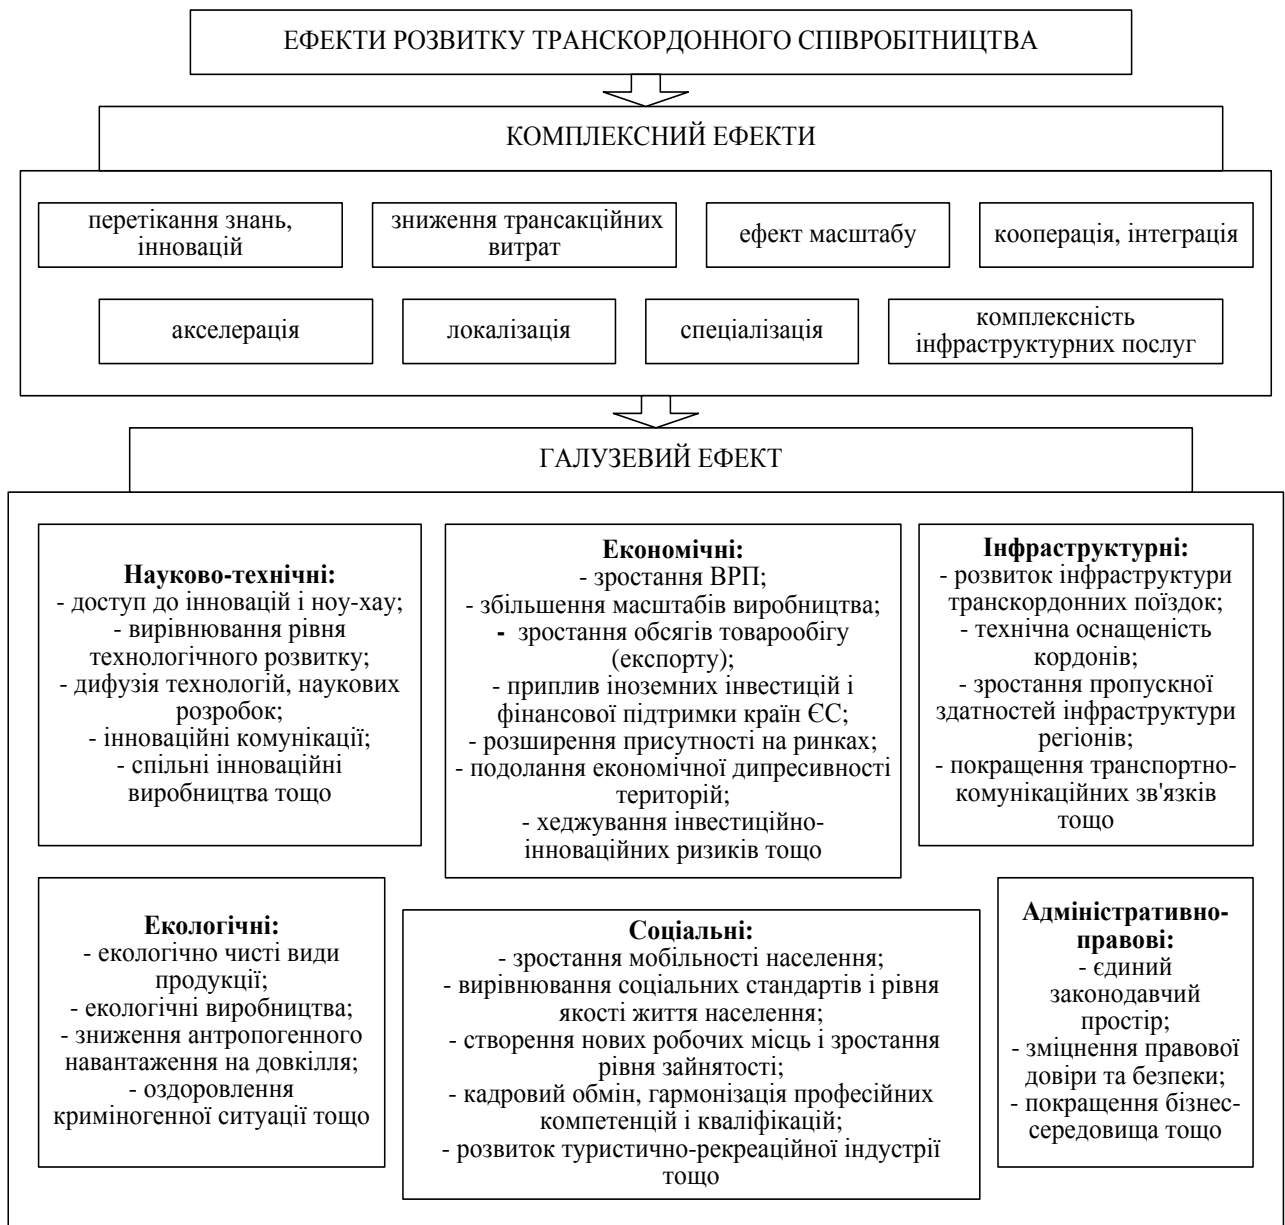 ЕФЕКТИ РОЗВИТКУ ТРАНСКОРДОННОГО СПІВРОБІТНИЦТВА
КОМПЛЕКСНИЙ ЕФЕКТИ
перетікання знань,
інновацій
зниження трансакційних
витрат
ефект масштабу
кооперація, інтеграція
акселерація
локалізація
спеціалізація
комплексність
інфраструктурних послуг
ГАЛУЗЕВИЙ ЕФЕКТ
Науково-технічні:
- доступ до інновацій і ноу-хау;
- вирівнювання рівня
технологічного розвитку;
- дифузія технологій, наукових
розробок;
- інноваційні комунікації;
- спільні інноваційні
виробництва тощо
Економічні:
- зростання ВРП;
- збільшення масштабів виробництва;
- зростання обсягів товарообігу
(експорту);
- приплив іноземних інвестицій і
фінансової підтримки країн ЄС;
- розширення присутності на ринках;
- подолання економічної дипресивності
територій;
- хеджування інвестиційно-
інноваційних ризиків тощо
Інфраструктурні:
- розвиток інфраструктури
транскордонних поїздок;
- технічна оснащеність
кордонів;
- зростання пропускної
здатностей інфраструктури
регіонів;
- покращення транспортно-
комунікаційних зв'язків
тощо
Екологічні:
- екологічно чисті види
продукції;
- екологічні виробництва;
- зниження антропогенного
навантаження на довкілля;
- оздоровлення
криміногенної ситуації тощо
Соціальні:
- зростання мобільності населення;
- вирівнювання соціальних стандартів і рівня
якості життя населення;
- створення нових робочих місць і зростання
рівня зайнятості;
- кадровий обмін, гармонізація професійних
компетенцій і кваліфікацій;
- розвиток туристично-рекреаційної індустрії
тощо
Адміністративно-
правові:
- єдиний
законодавчий
простір;
- зміцнення правової
довіри та безпеки;
- покращення бізнес-
середовища тощо